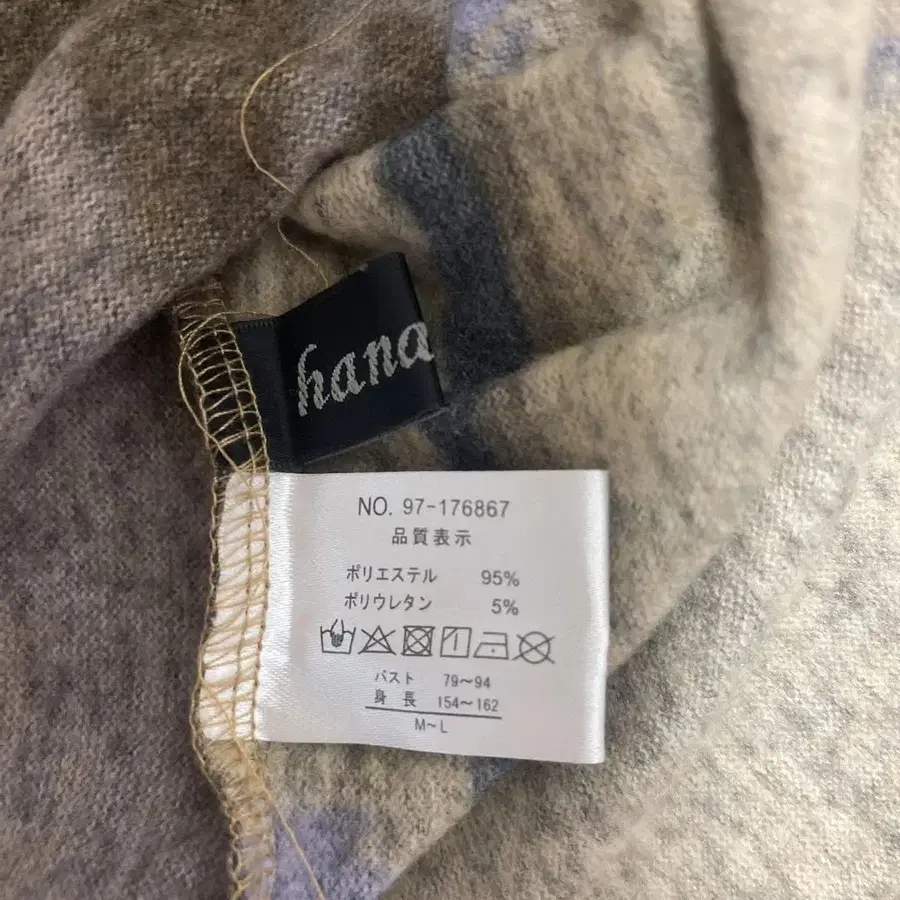 hana
NO. 97-176867
品質表示
ポリエステル 95%
ポリウレタン 5%
バスト 79～94
身長 154～162
M～L